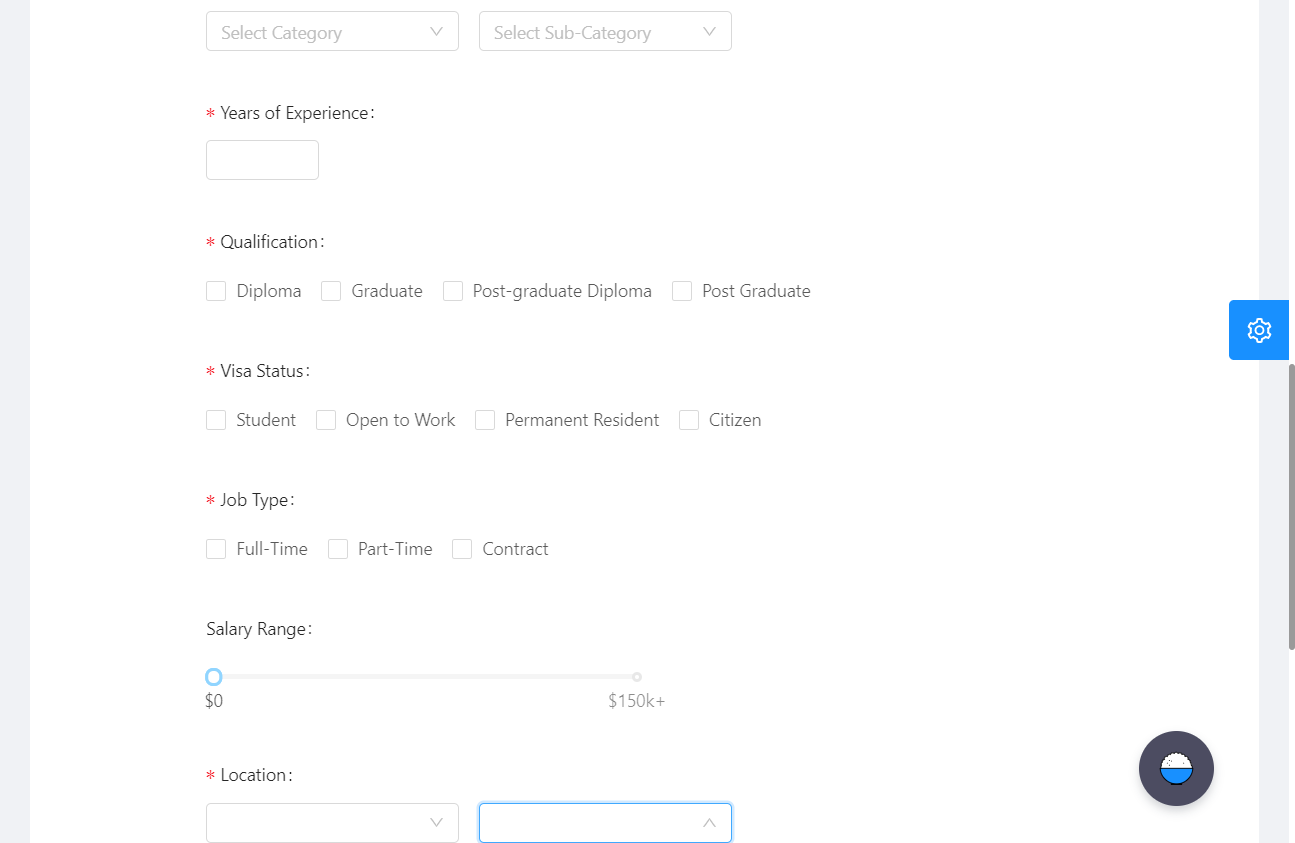 Select Category Select Sub-Category
* Years of Experience:
* Qualification:
Diploma Graduate Post-graduate Diploma Post Graduate
* Visa Status:
Student Open to Work Permanent Resident Citizen
* Job Type:
Full-Time Part-Time Contract
Salary Range:
$0 $150k+
* Location: